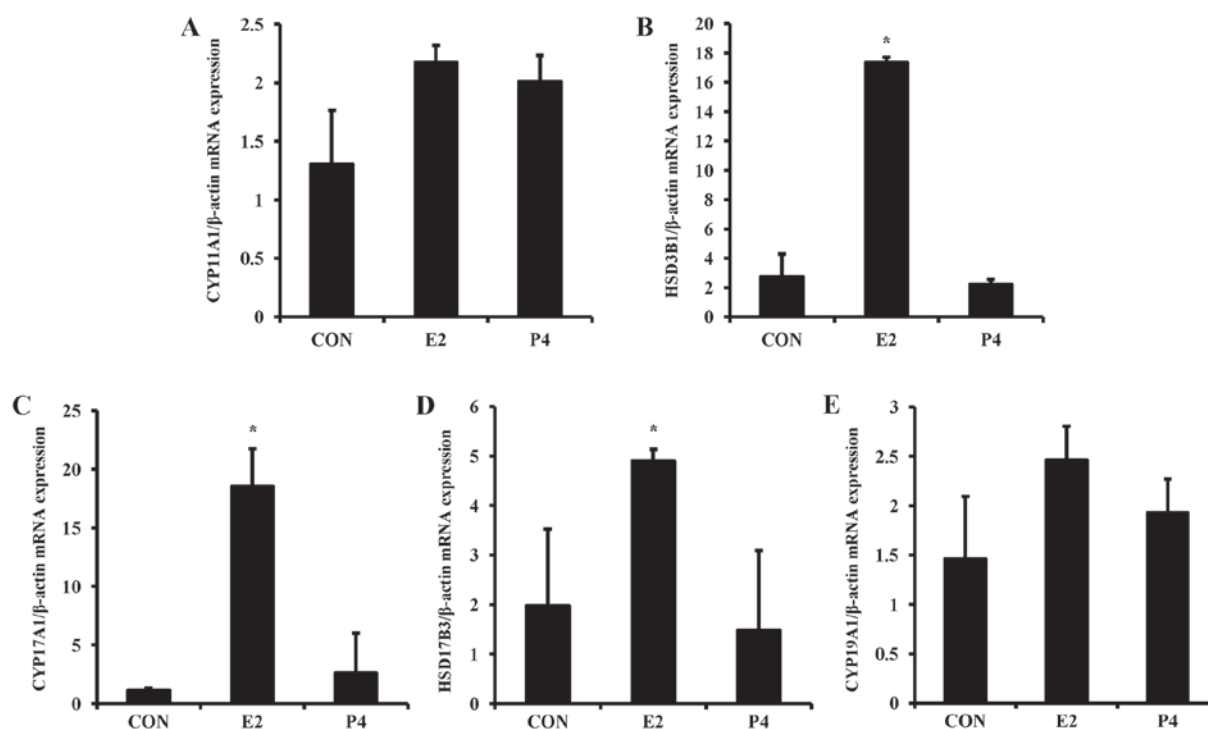 A
CYP11A1/β-actin mRNA expression
2.5
2
1.5
1
0.5
0
CON E2 P4
B
HSD3B1/β-actin mRNA expression
20
18
16
14
12
10
8
6
4
2
0
*
CON E2 P4
C
CYP17A1/β-actin mRNA expression
25
20
15
10
5
0
*
CON E2 P4
D
HSD17B3/β-actin mRNA expression
6
5
4
3
2
1
0
*
CON E2 P4
E
CYP19A1/β-actin mRNA expression
3
2.5
2
1.5
1
0.5
0
CON E2 P4